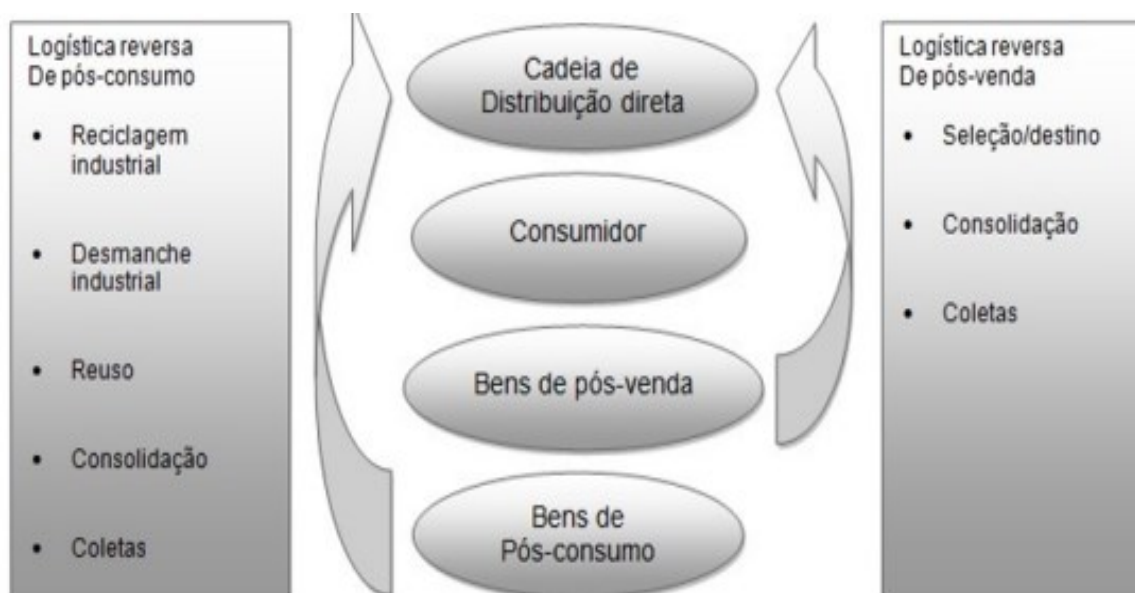 Logística reversa
De pós-consumo
• Reciclagem
industrial
• Desmanche
industrial
• Reuso
• Consolidação
• Coletas
Cadeia de
Distribuição direta
Consumidor
Bens de pós-venda
Bens de
Pós-consumo
Logística reversa
De pós-venda
• Seleção/destino
• Consolidação
• Coletas